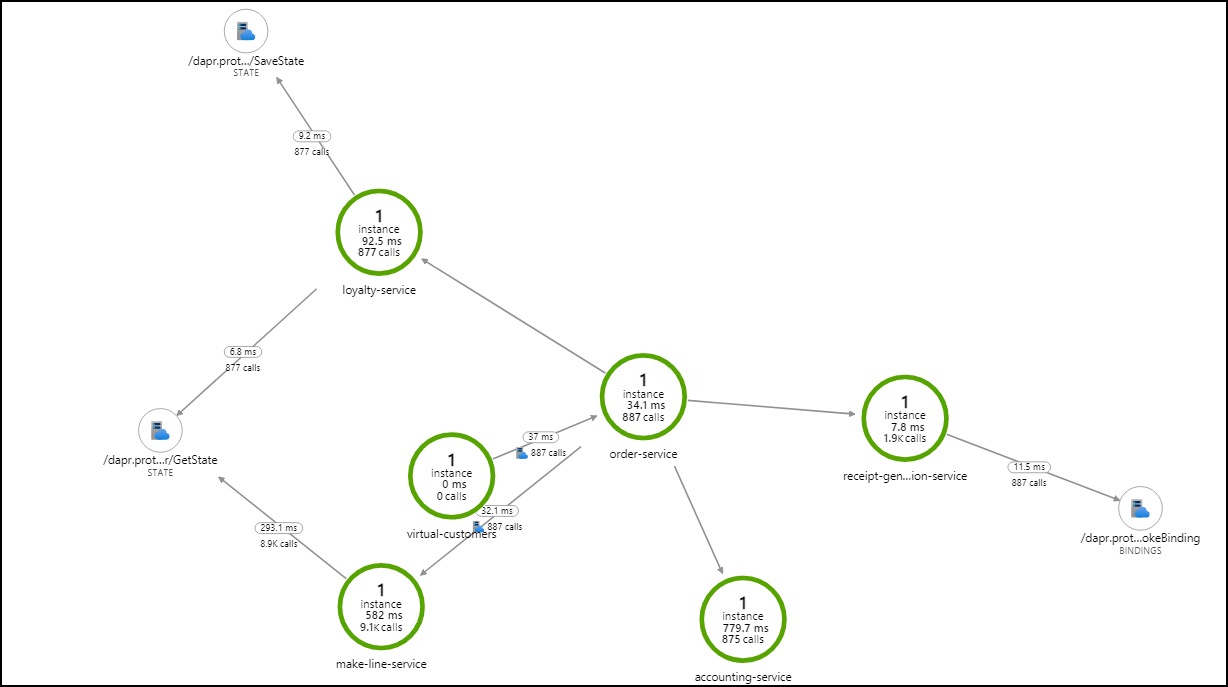 /dapr.prot.../SaveState
STATE
9.2 ms
877 calls
1
instance
92.5 ms
877 calls
loyalty-service
6.8 ms
877 calls
/dapr.prot...r/GetState
STATE
1
instance
34.1 ms
887 calls
order-service
37 ms
887 calls
1
instance
0 ms
0 calls
virtual-customers
32.1 ms
887 calls
1
instance
7.8 ms
1.9K calls
receipt-gen...ion-service
11.5 ms
887 calls
/dapr.prot...okeBinding
BINDINGS
293.1 ms
8.9K calls
1
instance
582 ms
9.1K calls
make-line-service
1
instance
779.7 ms
875 calls
accounting-service